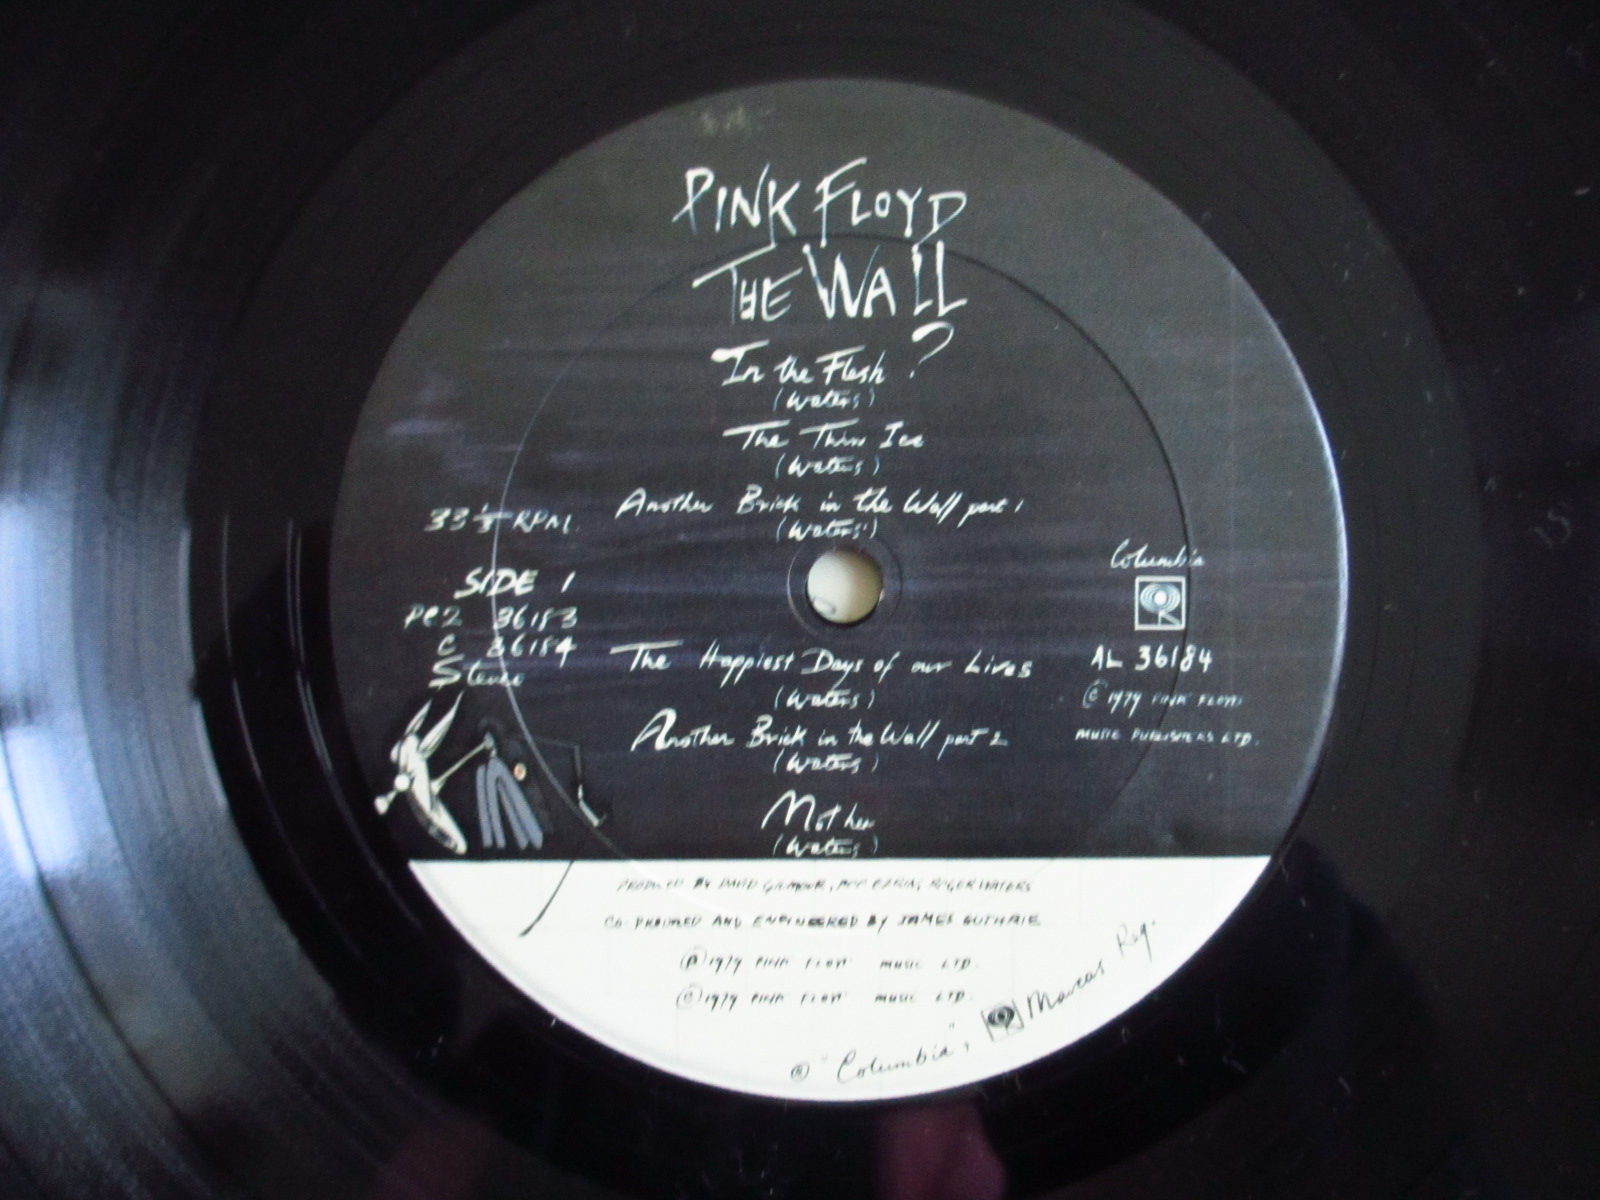 PINK FLOYD
THE WALL
In the Flesh ?
(Waters)
The Thin Ice
(Waters)
Another Brick in the Wall part 1
(Waters)
33 1/3 RPM.
SIDE 1
PC2 36183
C 36184
Stereo
Columbia
AL 36184
© 1979 PINK FLOYD
MUSIC PUBLISHERS LTD.
The Happiest Days of our Lives
(Waters)
Another Brick in the Wall part 2
(Waters)
Mother
(Waters)
PRODUCED BY DAVID GILMOUR, BOB EZRIN, ROGER WATERS
CO-PRODUCED AND ENGINEERED BY JAMES GUTHRIE
℗ 1979 PINK FLOYD MUSIC LTD.
© 1979 PINK FLOYD MUSIC LTD.
® "Columbia", Marcas Reg.